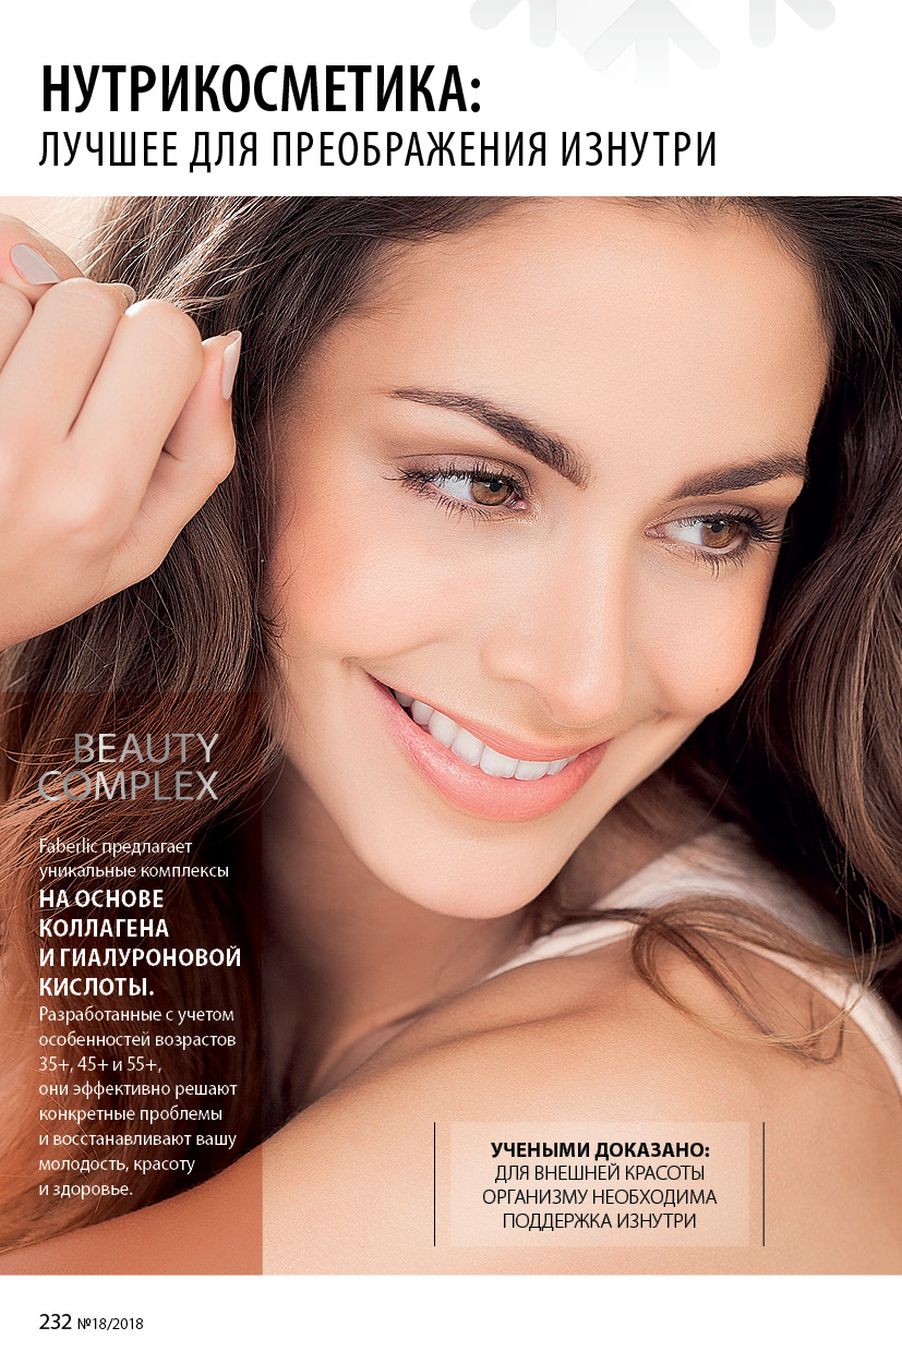 НУТРИКОСМЕТИКА:
ЛУЧШЕЕ ДЛЯ ПРЕОБРАЖЕНИЯ ИЗНУТРИ
BEAUTY
COMPLEX
Faberlic предлагает
уникальные комплексы
НА ОСНОВЕ
КОЛЛАГЕНА
И ГИАЛУРОНОВОЙ
КИСЛОТЫ.
Разработанные с учетом
особенностей возрастов
35+, 45+ и 55+,
они эффективно решают
конкретные проблемы
и восстанавливают вашу
молодость, красоту
и здоровье.
УЧЕНЫМИ ДОКАЗАНО:
ДЛЯ ВНЕШНЕЙ КРАСОТЫ
ОРГАНИЗМУ НЕОБХОДИМА
ПОДДЕРЖКА ИЗНУТРИ
232 №18/2018